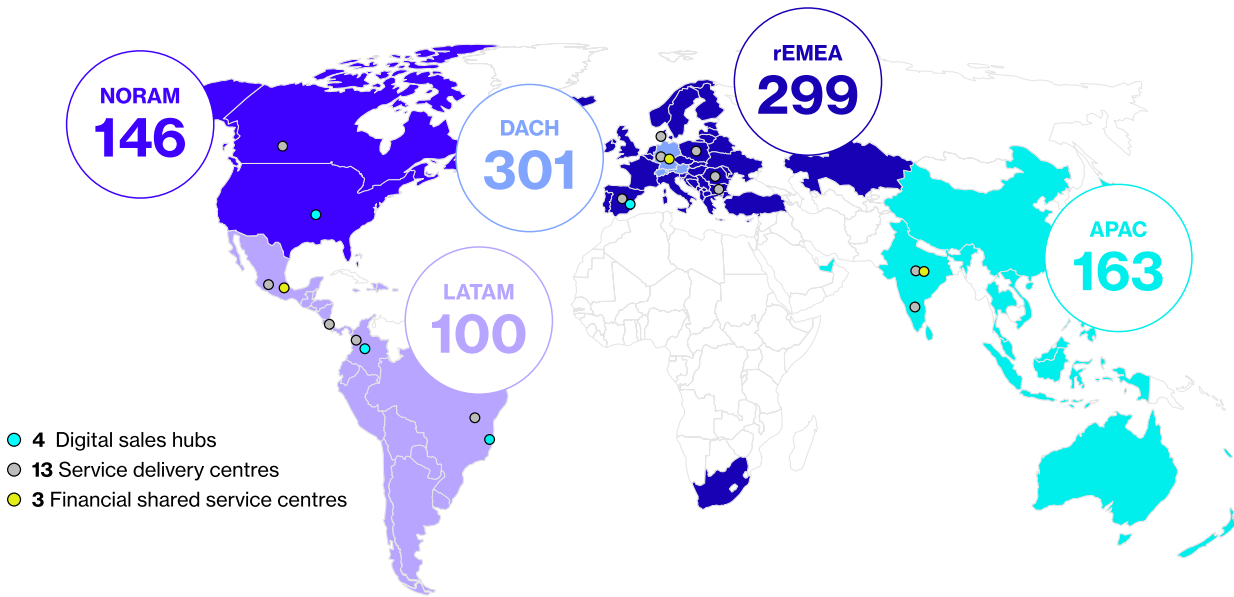 NORAM
146
DACH
301
rEMEA
299
LATAM
100
APAC
163
4 Digital sales hubs
13 Service delivery centres
3 Financial shared service centres